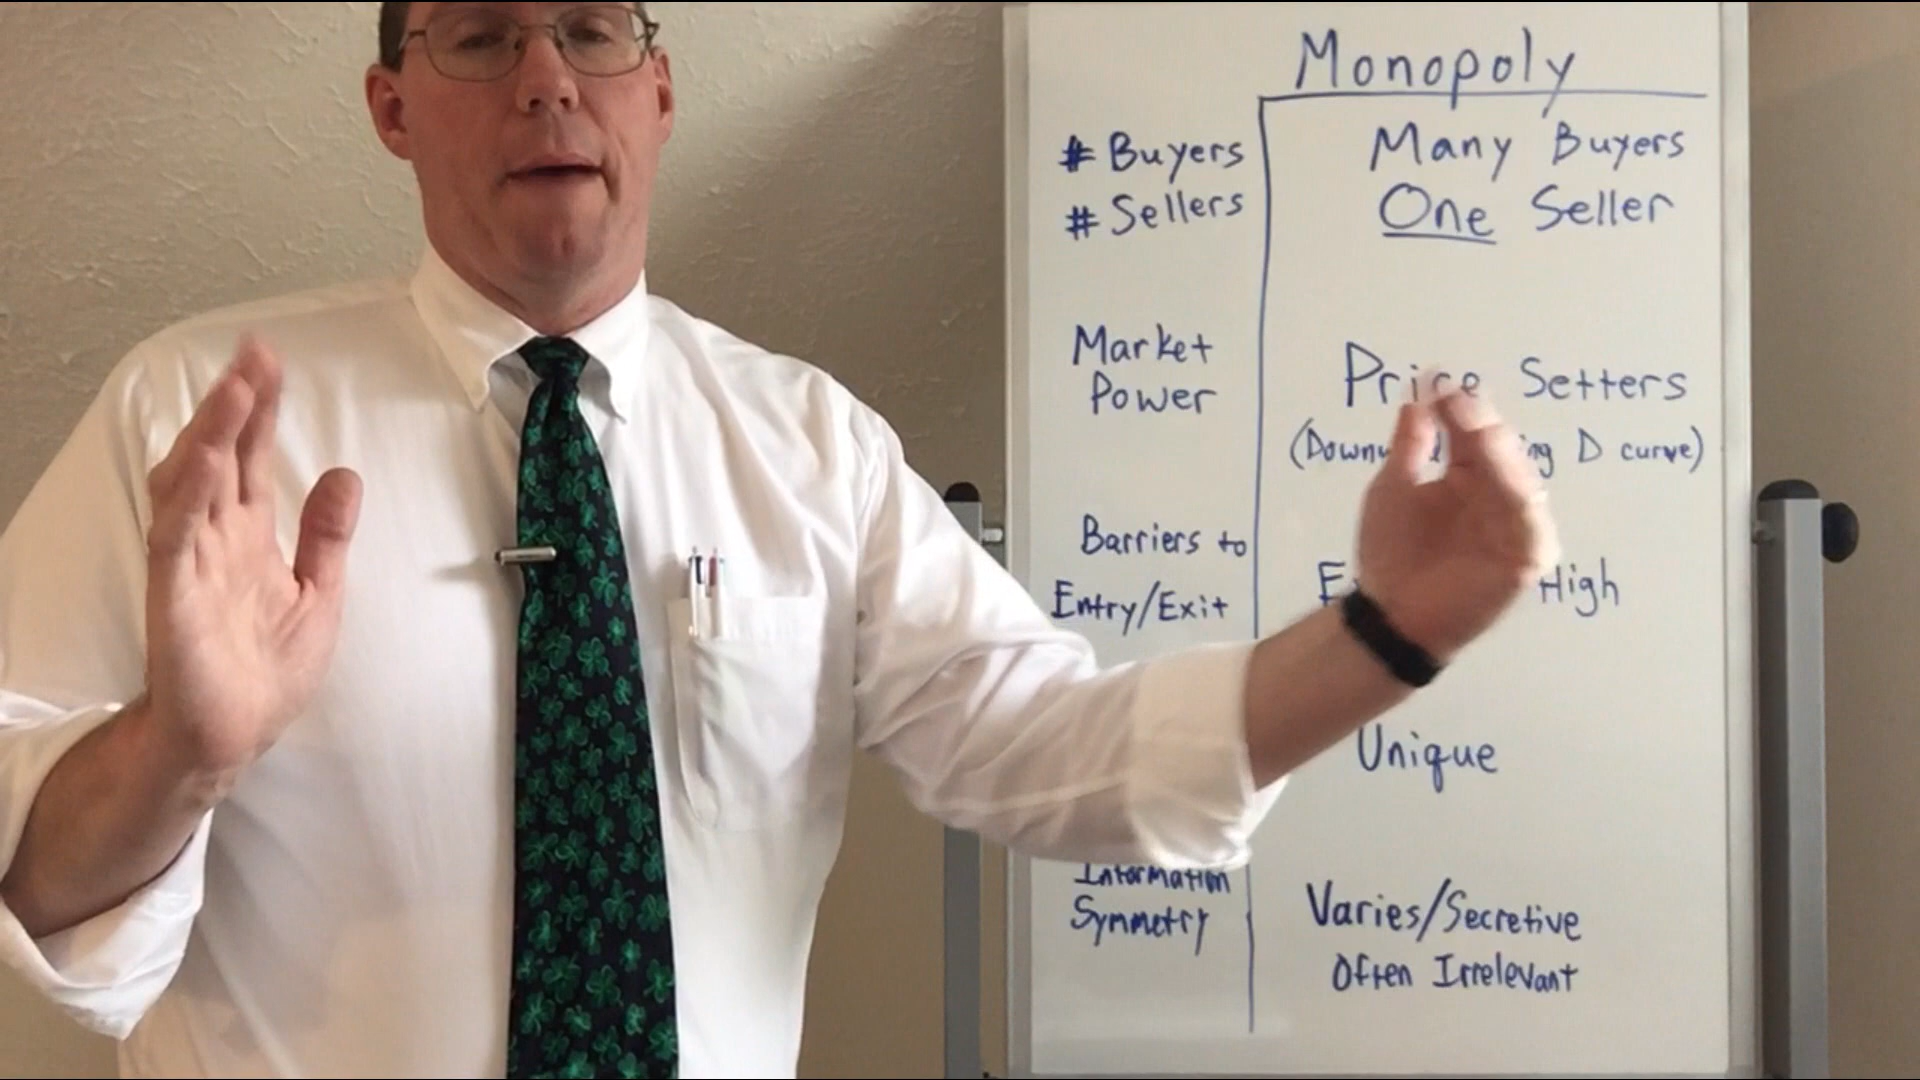 Monopoly
# Buyers Many Buyers
# Sellers One Seller
Market Price Setters
Power
D curve)
Barriers to
Entry/Exit High
Unique
Information
Symmetry Varies/Secretive
Often Irrelevant